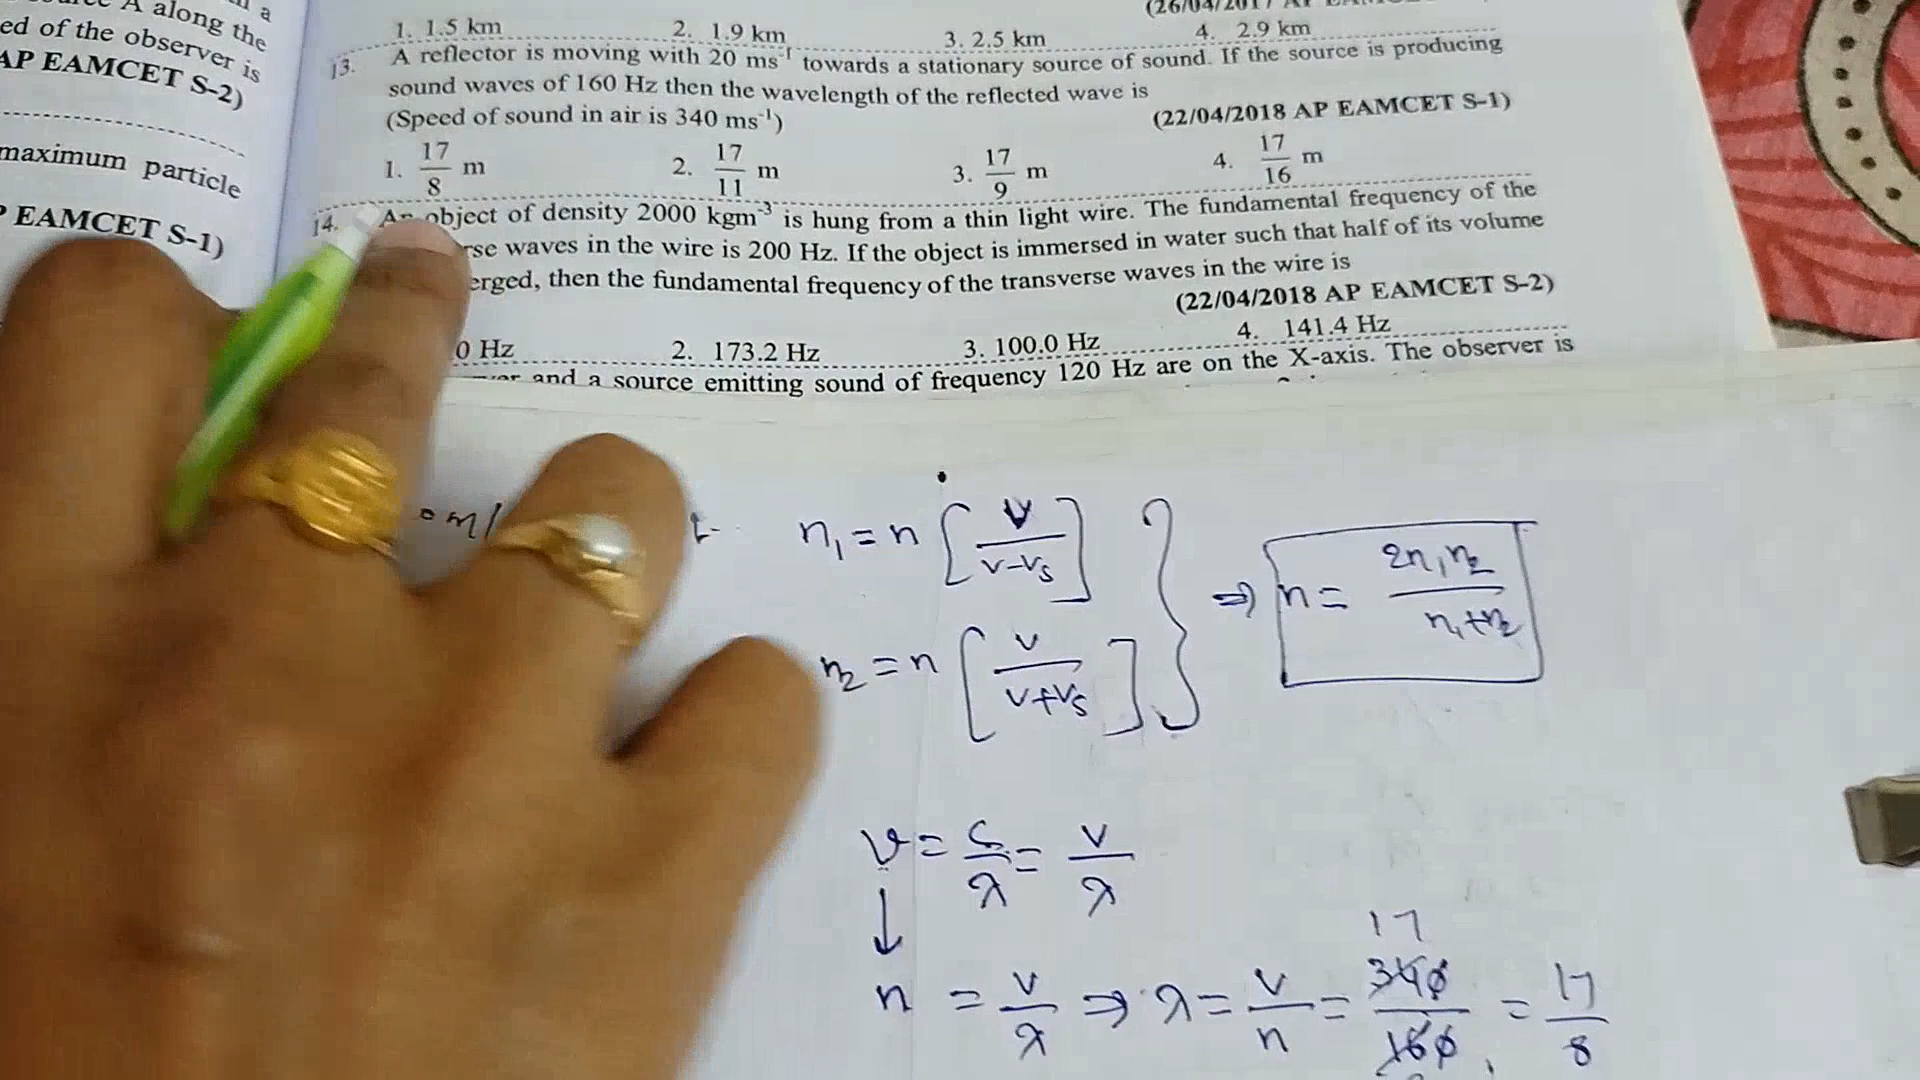 A along the
ed of the observer is
AP EAMCET S-2)
maximum particle
EAMCET S-1)
1. 1.5 km 2. 1.9 km 3. 2.5 km 4. 2.9 km
13. A reflector is moving with 20 ms⁻¹ towards a stationary source of sound. If the source is producing
sound waves of 160 Hz then the wavelength of the reflected wave is
(Speed of sound in air is 340 ms⁻¹)
(22/04/2018 AP EAMCET S-1)
1. 17/8 m 2. 17/11 m 3. 17/9 m 4. 17/16 m
14. An object of density 2000 kgm⁻³ is hung from a thin light wire. The fundamental frequency of the
rse waves in the wire is 200 Hz. If the object is immersed in water such that half of its volume
erged, then the fundamental frequency of the transverse waves in the wire is
(22/04/2018 AP EAMCET S-2)
0 Hz 2. 173.2 Hz 3. 100.0 Hz 4. 141.4 Hz
and a source emitting sound of frequency 120 Hz are on the X-axis. The observer is
n₁ = n [v/(v-vs)]
n₂ = n [v/(v+vs)] } ⇒ n = 2n₁n₂/(n₁+n₂)
ν = c/λ = v/λ
↓
n = v/λ ⇒ λ = v/n = 340/160 = 17/8
17